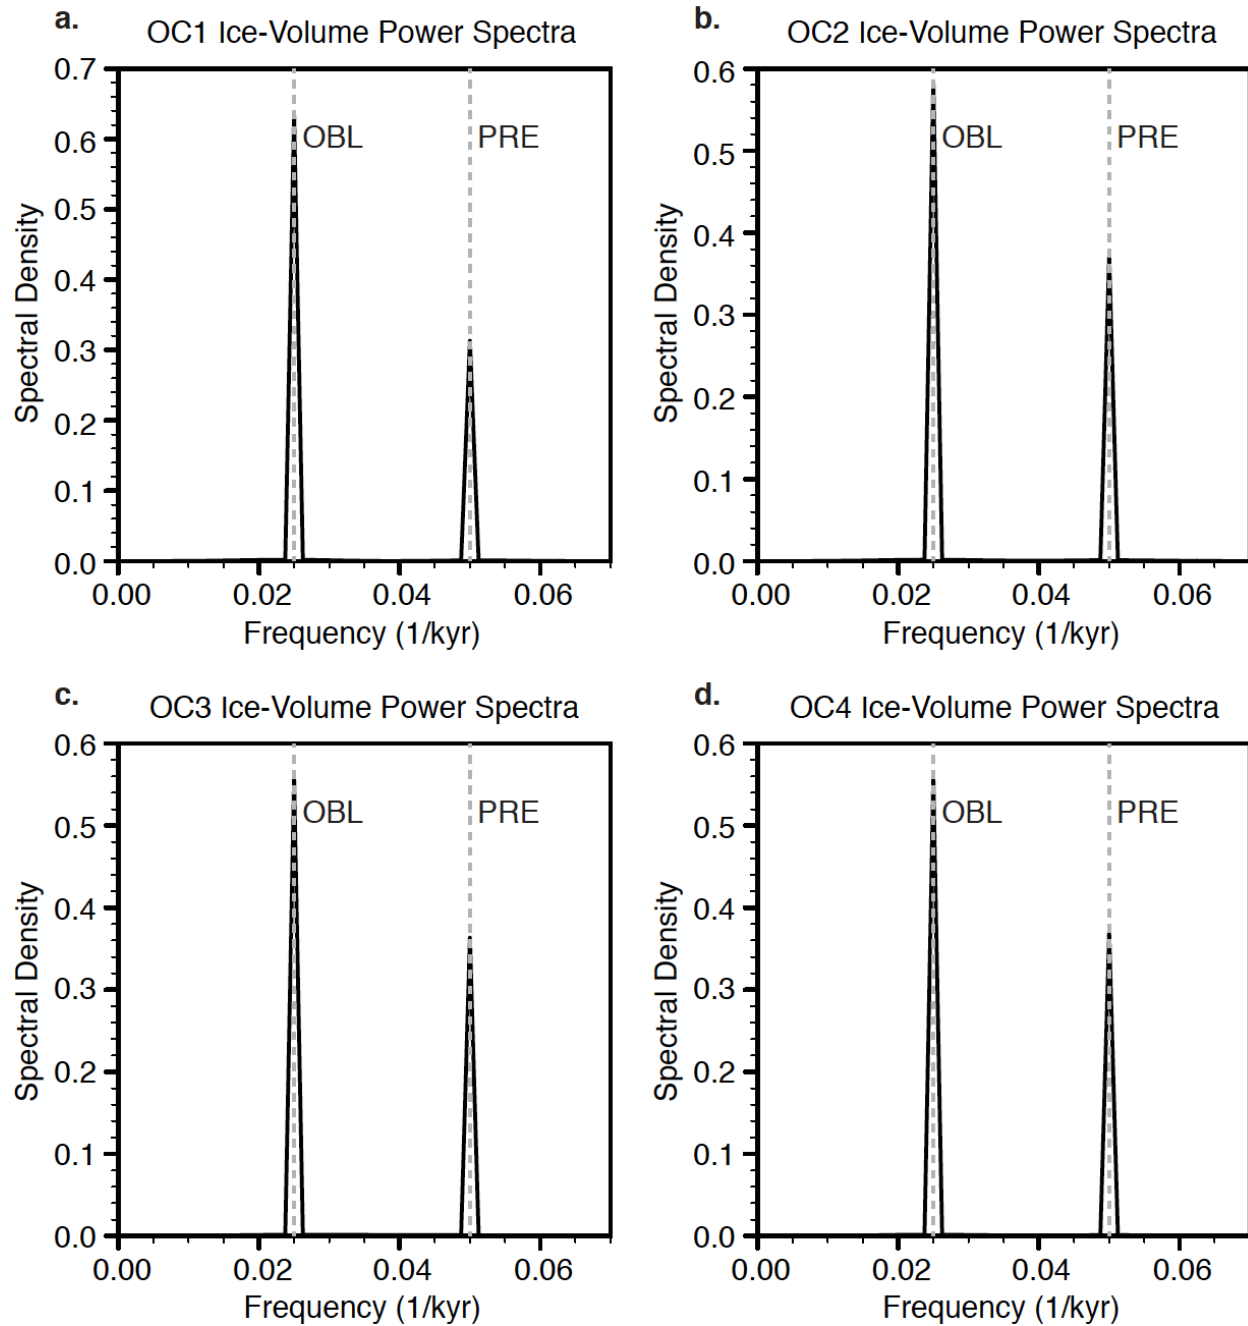 a.
OC1 Ice-Volume Power Spectra
0.7
0.6
0.5
0.4
0.3
0.2
0.1
0.0
Spectral Density
OBL
PRE
0.00 0.02 0.04 0.06
Frequency (1/kyr)
b.
OC2 Ice-Volume Power Spectra
0.6
0.5
0.4
0.3
0.2
0.1
0.0
Spectral Density
OBL
PRE
0.00 0.02 0.04 0.06
Frequency (1/kyr)
c.
OC3 Ice-Volume Power Spectra
0.6
0.5
0.4
0.3
0.2
0.1
0.0
Spectral Density
OBL
PRE
0.00 0.02 0.04 0.06
Frequency (1/kyr)
d.
OC4 Ice-Volume Power Spectra
0.6
0.5
0.4
0.3
0.2
0.1
0.0
Spectral Density
OBL
PRE
0.00 0.02 0.04 0.06
Frequency (1/kyr)